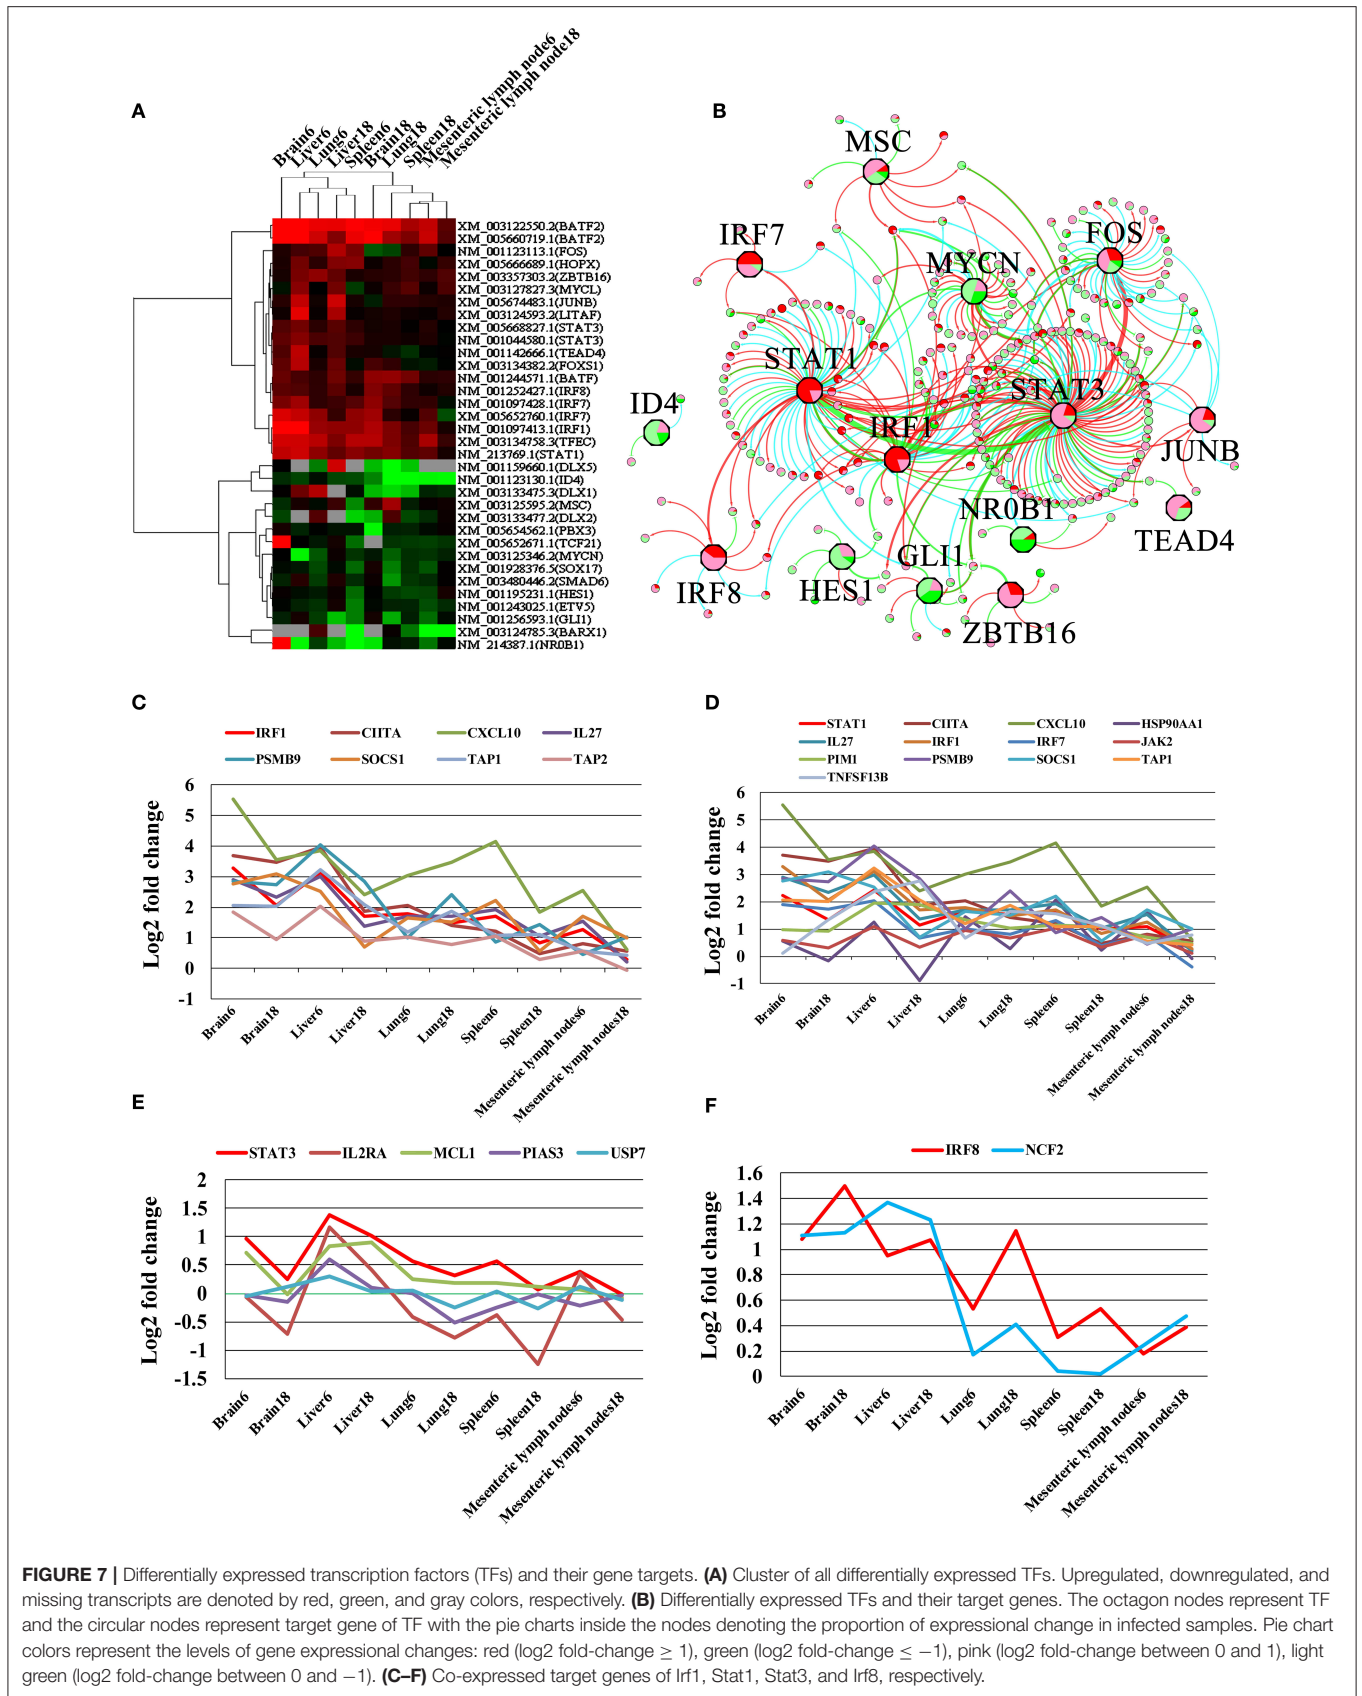 A
Brain6
Liver6
Lung6
Liver18
Spleen6
Brain18
Lung18
Spleen18
Mesenteric lymph node6
Mesenteric lymph node18
XM_003122550.2(BATF2)
XM_005660719.1(BATF2)
NM_001123113.1(FOS)
XM_005666689.1(HOPX)
XM_003357303.2(ZBTB16)
XM_003127827.3(MYCL)
XM_005674483.1(JUNB)
XM_003124593.2(LITAF)
XM_005668827.1(STAT3)
NM_001044580.1(STAT3)
NM_001142666.1(TEAD4)
XM_003134382.2(FOXS1)
NM_001244571.1(BATF)
NM_001252427.1(IRF8)
NM_001097428.1(IRF7)
XM_005652760.1(IRF7)
NM_001097413.1(IRF1)
XM_003134758.3(TFEC)
NM_213769.1(STAT1)
NM_001159660.1(DLX5)
NM_001123130.1(ID4)
XM_003133475.3(DLX1)
XM_003125595.2(MSC)
XM_003133477.2(DLX2)
XM_005654562.1(PBX3)
XM_005652671.1(TCF21)
XM_003125346.2(MYCN)
XM_001928376.5(SOX17)
XM_003480446.2(SMAD6)
NM_001195231.1(HES1)
NM_001243025.1(ETV5)
NM_001256593.1(GLI1)
XM_003124785.3(BARX1)
NM_214387.1(NR0B1)
B
MSC
IRF7
FOS
MYCN
STAT1
STAT3
ID4
IRF1
JUNB
NR0B1
TEAD4
IRF8
HES1
GLI1
ZBTB16
C
IRF1 CIITA CXCL10 IL27
PSMB9 SOCS1 TAP1 TAP2
Log2 fold change
6
5
4
3
2
1
0
-1
Brain6
Brain18
Liver6
Liver18
Lung6
Lung18
Spleen6
Spleen18
Mesenteric lymph nodes6
Mesenteric lymph nodes18
D
STAT1 CIITA CXCL10 HSP90AA1
IL27 IRF1 IRF7 JAK2
PIM1 PSMB9 SOCS1 TAP1
TNFSF13B
Log2 fold change
6
5
4
3
2
1
0
-1
Brain6
Brain18
Liver6
Liver18
Lung6
Lung18
Spleen6
Spleen18
Mesenteric lymph nodes6
Mesenteric lymph nodes18
E
STAT3 IL2RA MCL1 PIAS3 USP7
Log2 fold change
2
1.5
1
0.5
0
-0.5
-1
-1.5
Brain6
Brain18
Liver6
Liver18
Lung6
Lung18
Spleen6
Spleen18
Mesenteric lymph nodes6
Mesenteric lymph nodes18
F
IRF8 NCF2
Log2 fold change
1.6
1.4
1.2
1
0.8
0.6
0.4
0.2
0
Brain6
Brain18
Liver6
Liver18
Lung6
Lung18
Spleen6
Spleen18
Mesenteric lymph nodes6
Mesenteric lymph nodes18
FIGURE 7 | Differentially expressed transcription factors (TFs) and their gene targets. (A) Cluster of all differentially expressed TFs. Upregulated, downregulated, and
missing transcripts are denoted by red, green, and gray colors, respectively. (B) Differentially expressed TFs and their target genes. The octagon nodes represent TF
and the circular nodes represent target gene of TF with the pie charts inside the nodes denoting the proportion of expressional change in infected samples. Pie chart
colors represent the levels of gene expressional changes: red (log2 fold-change ≥ 1), green (log2 fold-change ≤ −1), pink (log2 fold-change between 0 and 1), light
green (log2 fold-change between 0 and −1). (C–F) Co-expressed target genes of Irf1, Stat1, Stat3, and Irf8, respectively.